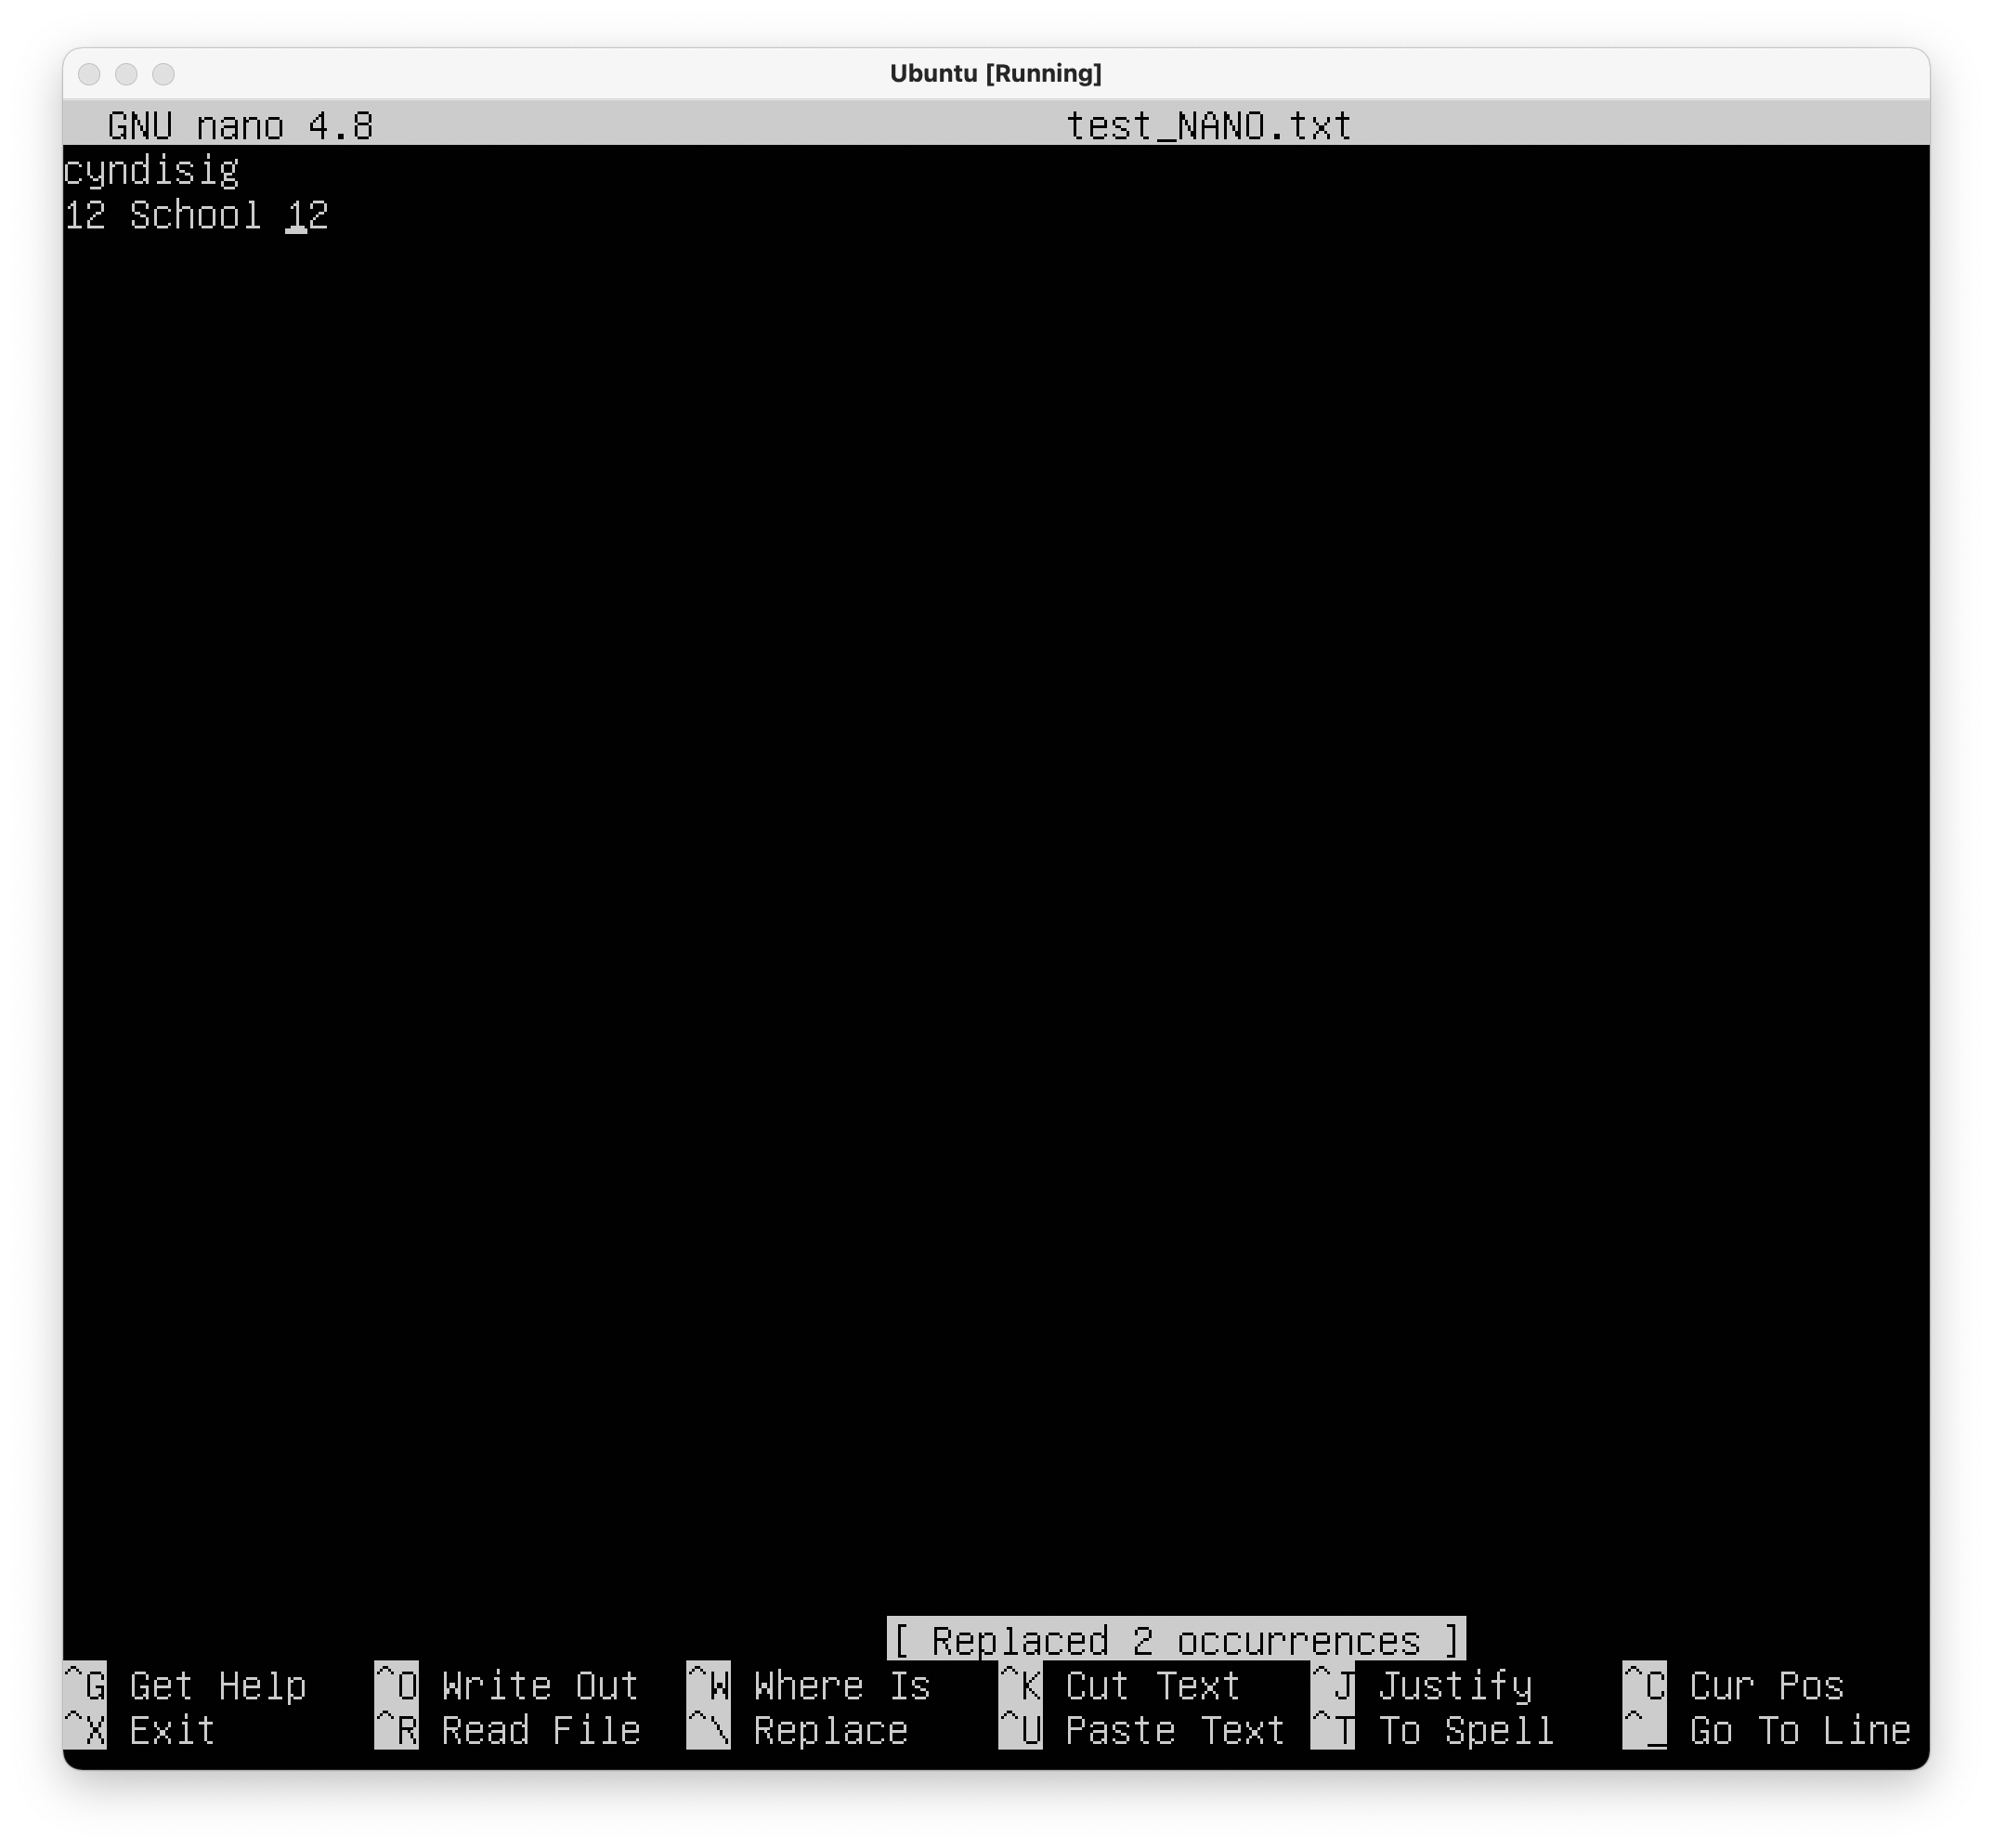 Ubuntu [Running]
GNU nano 4.8 test_NANO.txt
cyndisig
12 School 12
[ Replaced 2 occurrences ]
^G Get Help ^O Write Out ^W Where Is ^K Cut Text ^J Justify ^C Cur Pos
^X Exit ^R Read File ^\ Replace ^U Paste Text ^T To Spell ^_ Go To Line